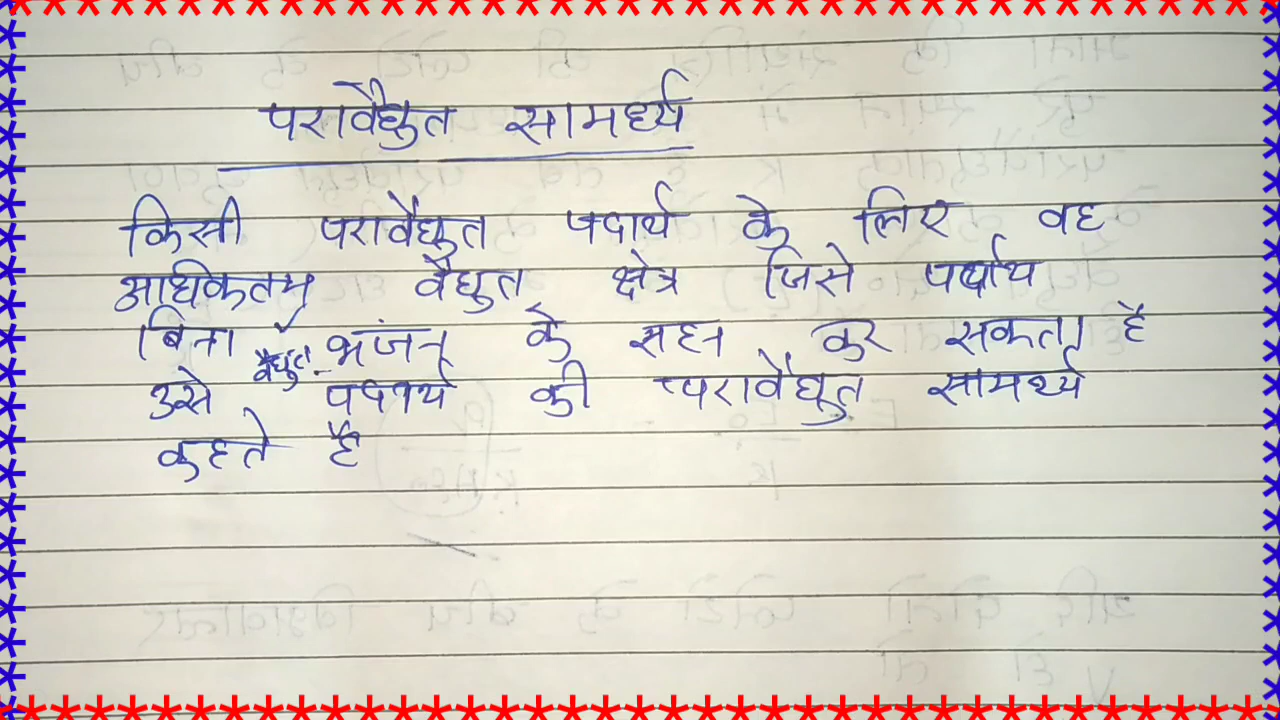 परावैद्युत सामर्थ्य
किसी परावैद्युत पदार्थ के लिए वह
अधिकतम वैद्युत क्षेत्र जिसे पदार्थ
बिना वैद्युत भंजन के सहन कर सकता है
उसे पदार्थ की परावैद्युत सामर्थ्य
कहते है